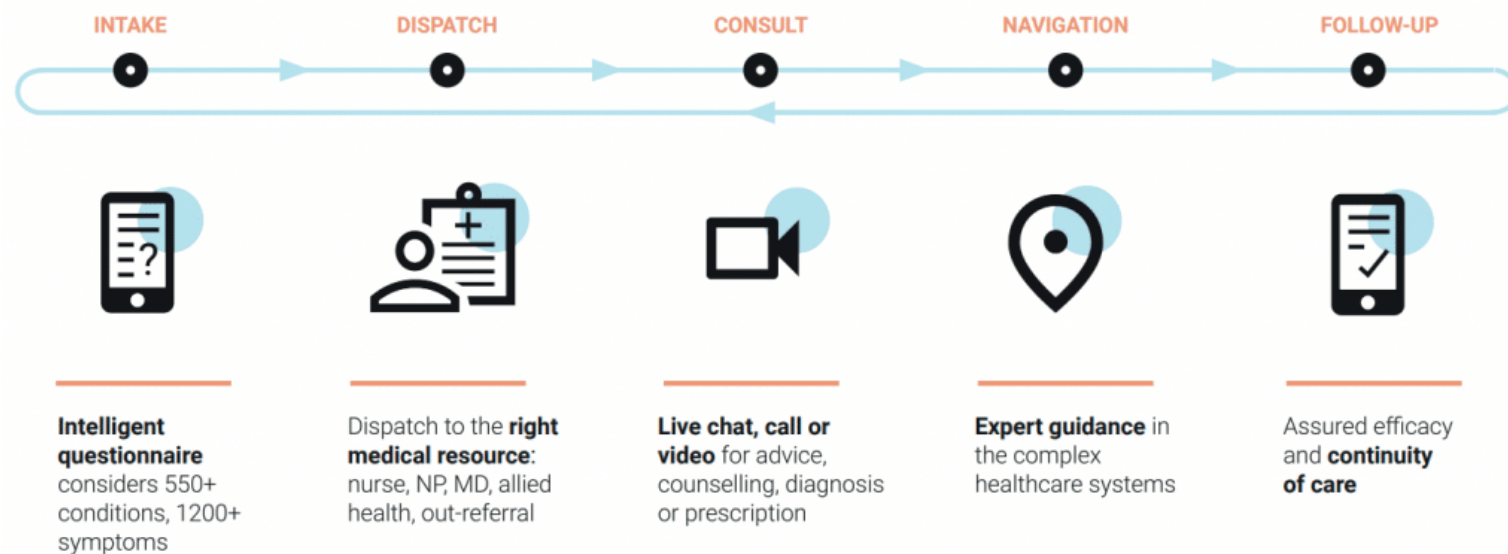 INTAKE
DISPATCH
CONSULT
NAVIGATION
FOLLOW-UP
?
Intelligent
questionnaire
considers 550+
conditions, 1200+
symptoms
Dispatch to the right
medical resource:
nurse, NP, MD, allied
health, out-referral
Live chat, call or
video for advice,
counselling, diagnosis
or prescription
Expert guidance in
the complex
healthcare systems
Assured efficacy
and continuity
of care